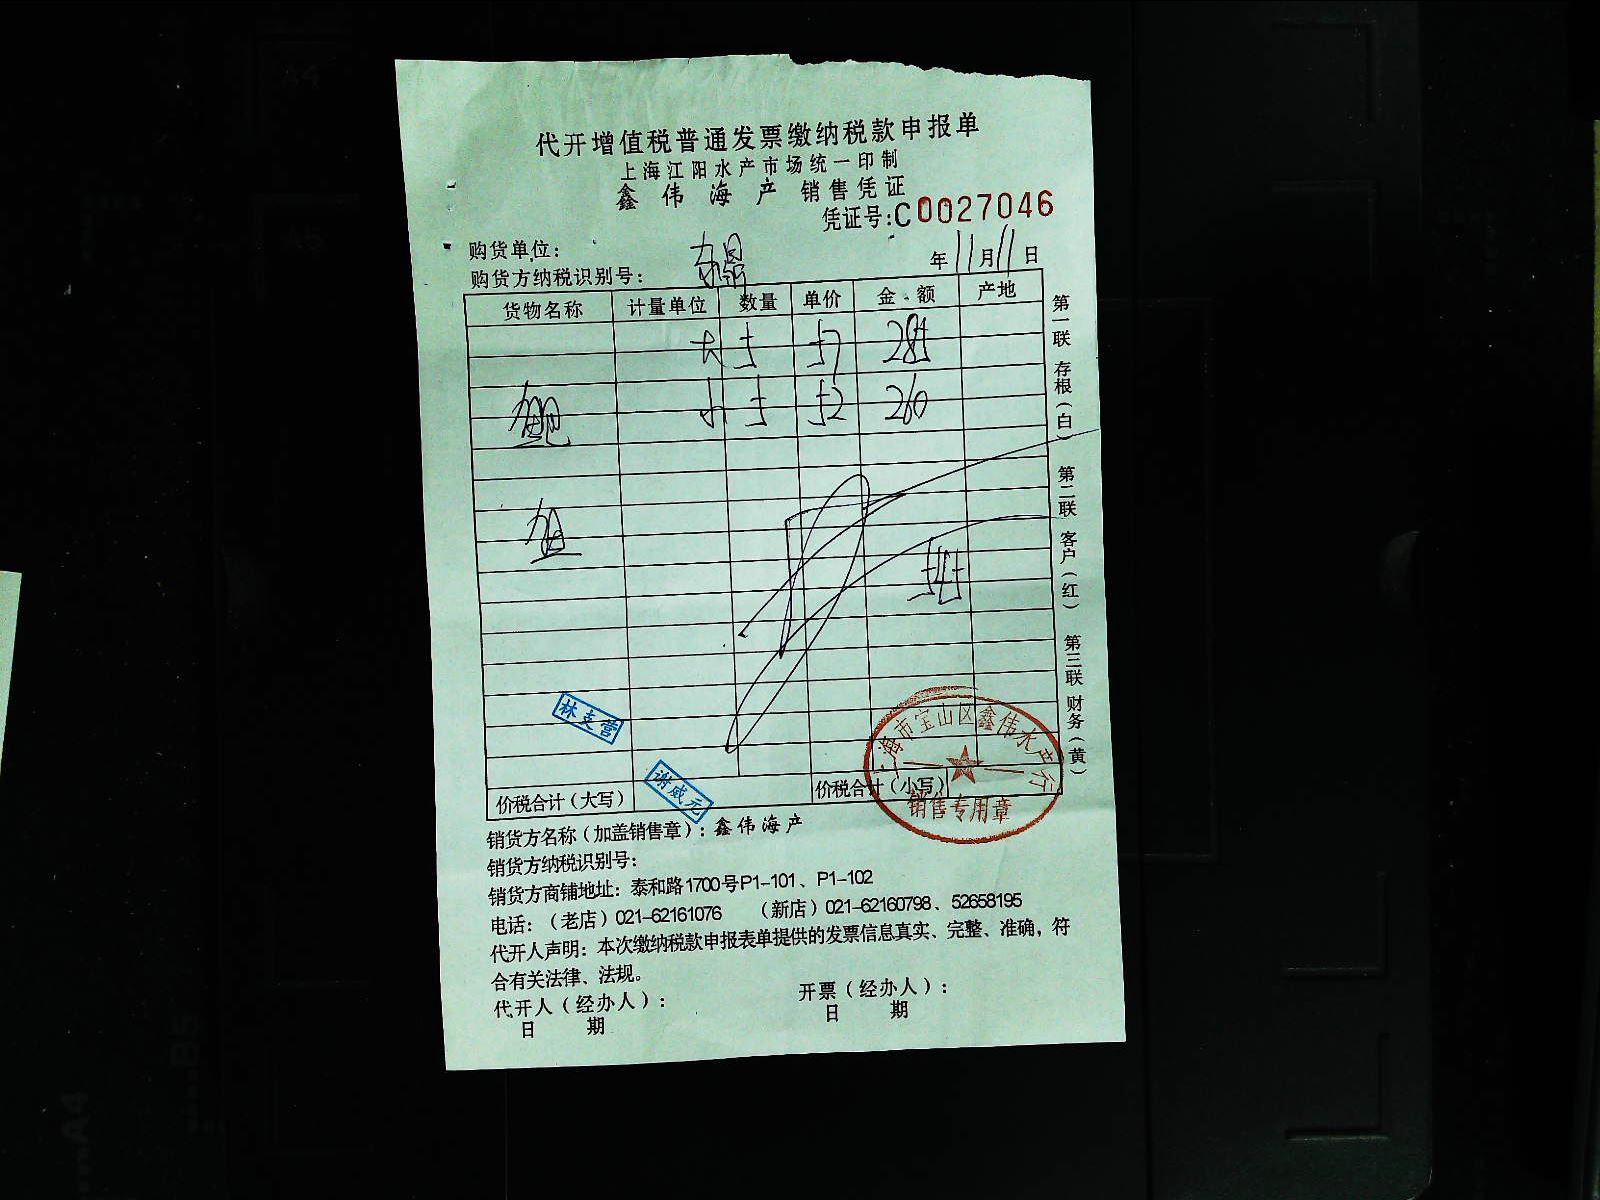 代开增值税普通发票缴纳税款申报单
上海江阳水产市场统一印制
鑫伟海产 销售凭证
凭证号:C0027046
购货单位:
年11月11日
购货方纳税识别号:
货物名称 计量单位 数量 单价 金额 产地
大 5 57 285
小 5 52 260
545
林支营
谢威元
上海市宝山区鑫伟水产行
销售专用章
价税合计(大写) 价税合计(小写)
销货方名称(加盖销售章):鑫伟海产
销货方纳税识别号:
销货方商铺地址:泰和路1700号P1-101、P1-102
电话:(老店)021-62161076 (新店)021-62160798、52658195
代开人声明:本次缴纳税款申报表单提供的发票信息真实、完整、准确,符
合有关法律、法规。
代开人(经办人): 开票(经办人):
日 期 日 期
第一联 存根(白) 第二联 客户(红) 第三联 财务(黄)